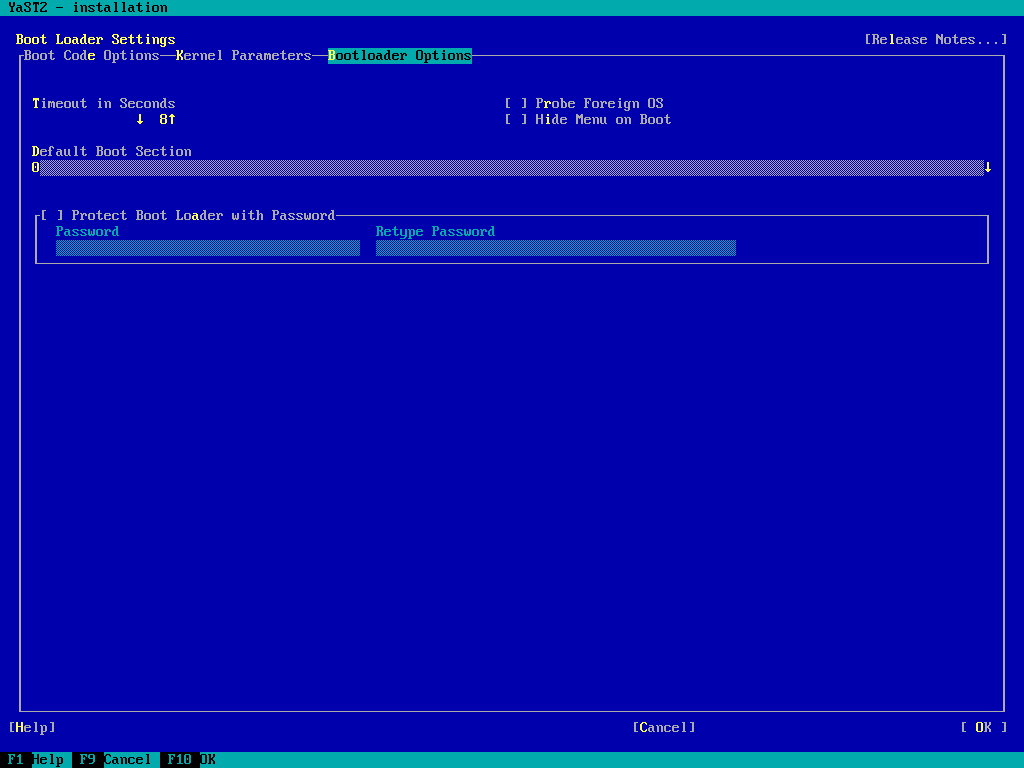 YaST2 - installation
Boot Loader Settings [Release Notes...]
Boot Code Options Kernel Parameters Bootloader Options
Timeout in Seconds [ ] Probe Foreign OS
↓ 8↑ [ ] Hide Menu on Boot
Default Boot Section
0 ↓
[ ] Protect Boot Loader with Password
Password Retype Password
[Help] [Cancel] [ OK ]
F1 Help F9 Cancel F10 OK